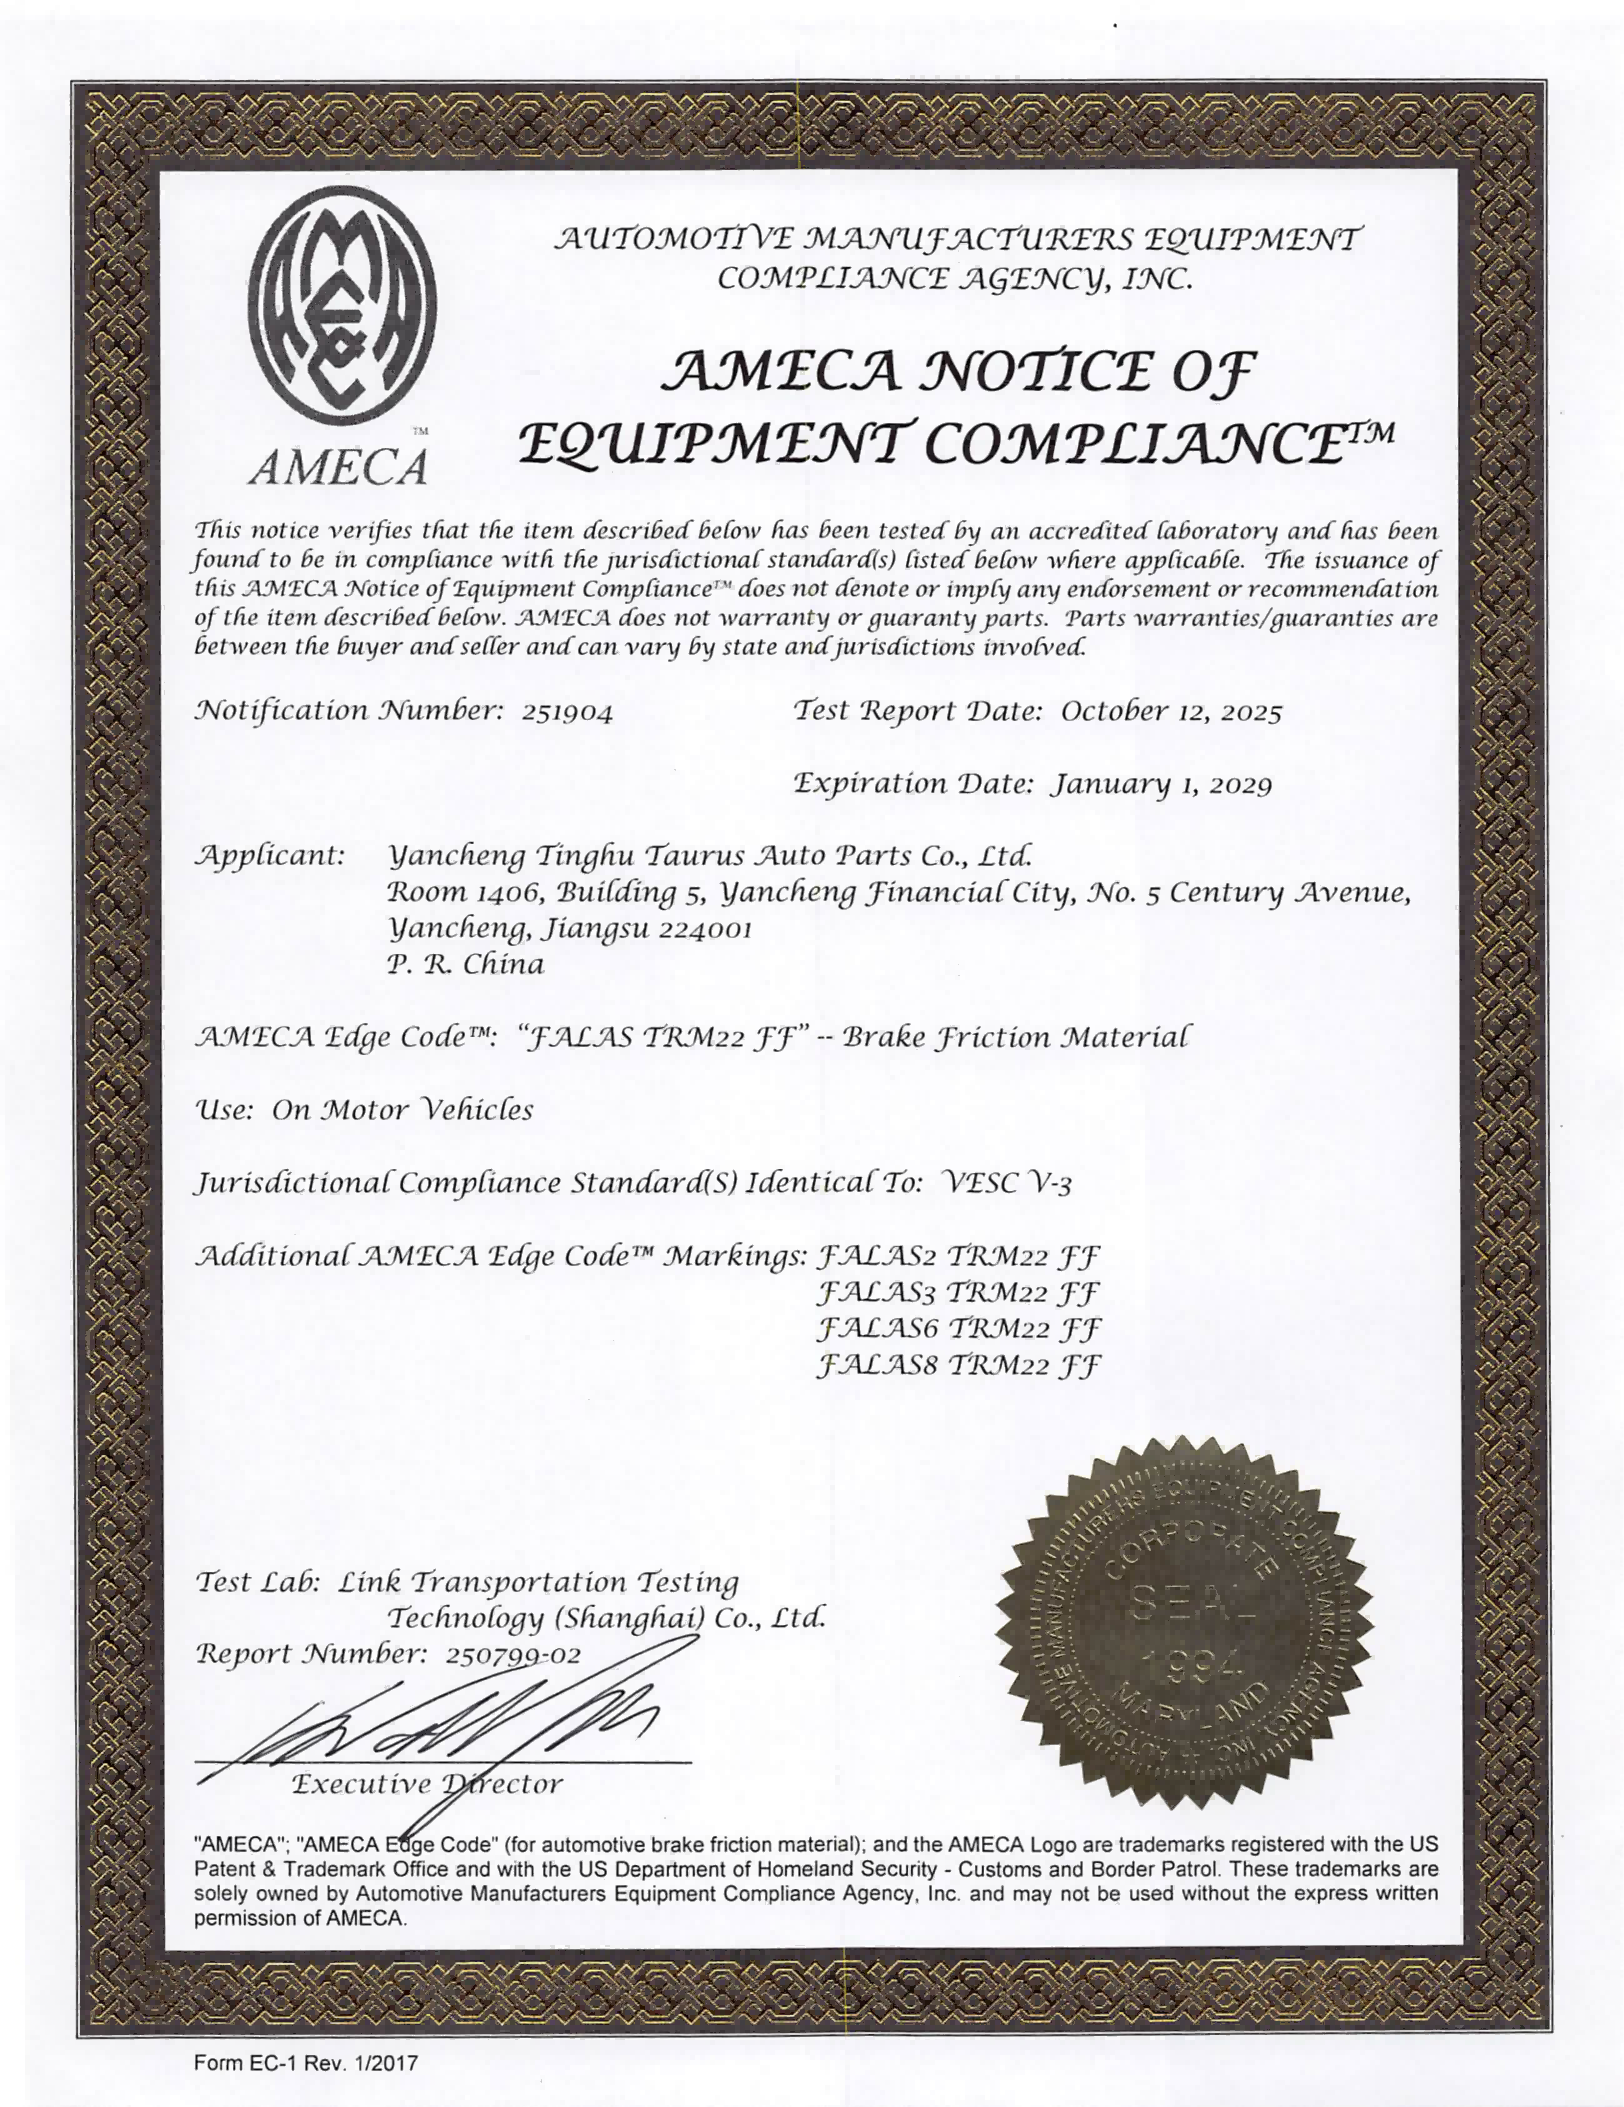 AUTOMOTIVE MANUFACTURERS EQUIPMENT
COMPLIANCE AGENCY, INC.
AMECA NOTICE OF
EQUIPMENT COMPLIANCE™
AMECA
TM
AMECA
This notice verifies that the item described below has been tested by an accredited laboratory and has been
found to be in compliance with the jurisdictional standard(s) listed below where applicable. The issuance of
this AMECA Notice of Equipment Compliance™ does not denote or imply any endorsement or recommendation
of the item described below. AMECA does not warranty or guaranty parts. Parts warranties/guaranties are
between the buyer and seller and can vary by state and jurisdictions involved.
Notification Number: 251904
Test Report Date: October 12, 2025
Expiration Date: January 1, 2029
Applicant: Yancheng Tinghu Taurus Auto Parts Co., Ltd.
Room 1406, Building 5, Yancheng Financial City, No. 5 Century Avenue,
Yancheng, Jiangsu 224001
P. R. China
AMECA Edge Code™: “FALAS TRM22 FF” -- Brake Friction Material
Use: On Motor Vehicles
Jurisdictional Compliance Standard(S) Identical To: VESC V-3
Additional AMECA Edge Code™ Markings: FALAS2 TRM22 FF
FALAS3 TRM22 FF
FALAS6 TRM22 FF
FALAS8 TRM22 FF
Test Lab: Link Transportation Testing
Technology (Shanghai) Co., Ltd.
Report Number: 250799-02
Executive Director
AUTOMOTIVE MANUFACTURERS EQUIPMENT COMPLIANCE AGENCY, INC.
CORPORATE
SEAL
1994
MARYLAND
"AMECA"; "AMECA Edge Code" (for automotive brake friction material); and the AMECA Logo are trademarks registered with the US
Patent & Trademark Office and with the US Department of Homeland Security - Customs and Border Patrol. These trademarks are
solely owned by Automotive Manufacturers Equipment Compliance Agency, Inc. and may not be used without the express written
permission of AMECA.
Form EC-1 Rev. 1/2017